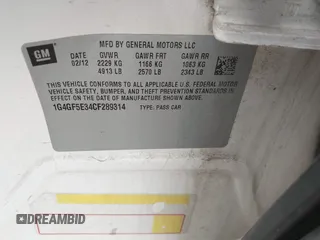 GM
MFD BY GENERAL MOTORS LLC
DATE GVWR GAWR FRT GAWR RR
02/12 2229 KG 1166 KG 1063 KG
4913 LB 2570 LB 2343 LB
THIS VEHICLE CONFORMS TO ALL APPLICABLE U.S. FEDERAL MOTOR
VEHICLE SAFETY, BUMPER, AND THEFT PREVENTION STANDARDS IN
EFFECT ON THE DATE OF MANUFACTURE SHOWN ABOVE.
1G4GF5E34CF289314 TYPE: PASS CAR
DREAMBID